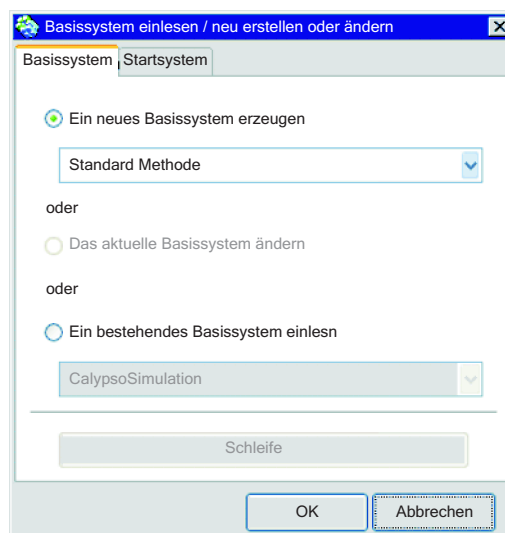 Basissystem einlesen / neu erstellen oder ändern
Basissystem Startsystem
Ein neues Basissystem erzeugen
Standard Methode
oder
Das aktuelle Basissystem ändern
oder
Ein bestehendes Basissystem einlesn
CalypsoSimulation
Schleife
OK Abbrechen